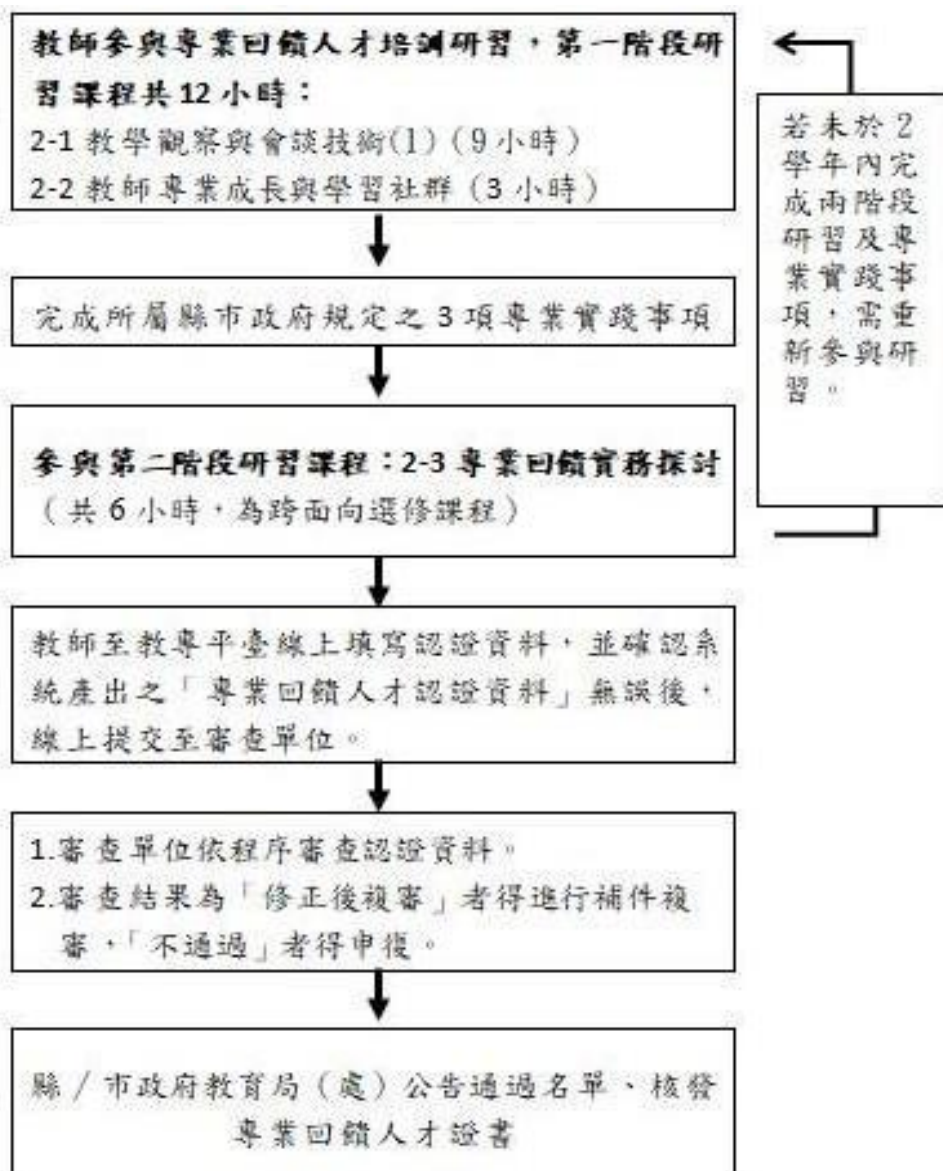 教師參與專業回饋人才培訓研習，第一階段研
習課程共 12 小時：
2-1 教學觀察與會談技術(1)（9 小時）
2-2 教師專業成長與學習社群（3 小時）
完成所屬縣市政府規定之 3 項專業實踐事項
參與第二階段研習課程：2-3 專業回饋實務探討
（共 6 小時，為跨面向選修課程）
教師至教專平臺線上填寫認證資料，並確認系
統產出之「專業回饋人才認證資料」無誤後，
線上提交至審查單位。
1.審查單位依程序審查認證資料。
2.審查結果為「修正後複審」者得進行補件複
審，「不通過」者得申復。
縣／市政府教育局（處）公告通過名單、核發
專業回饋人才證書
若未於 2
學年內完
成兩階段
研習及專
業實踐事
項，需重
新參與研
習。